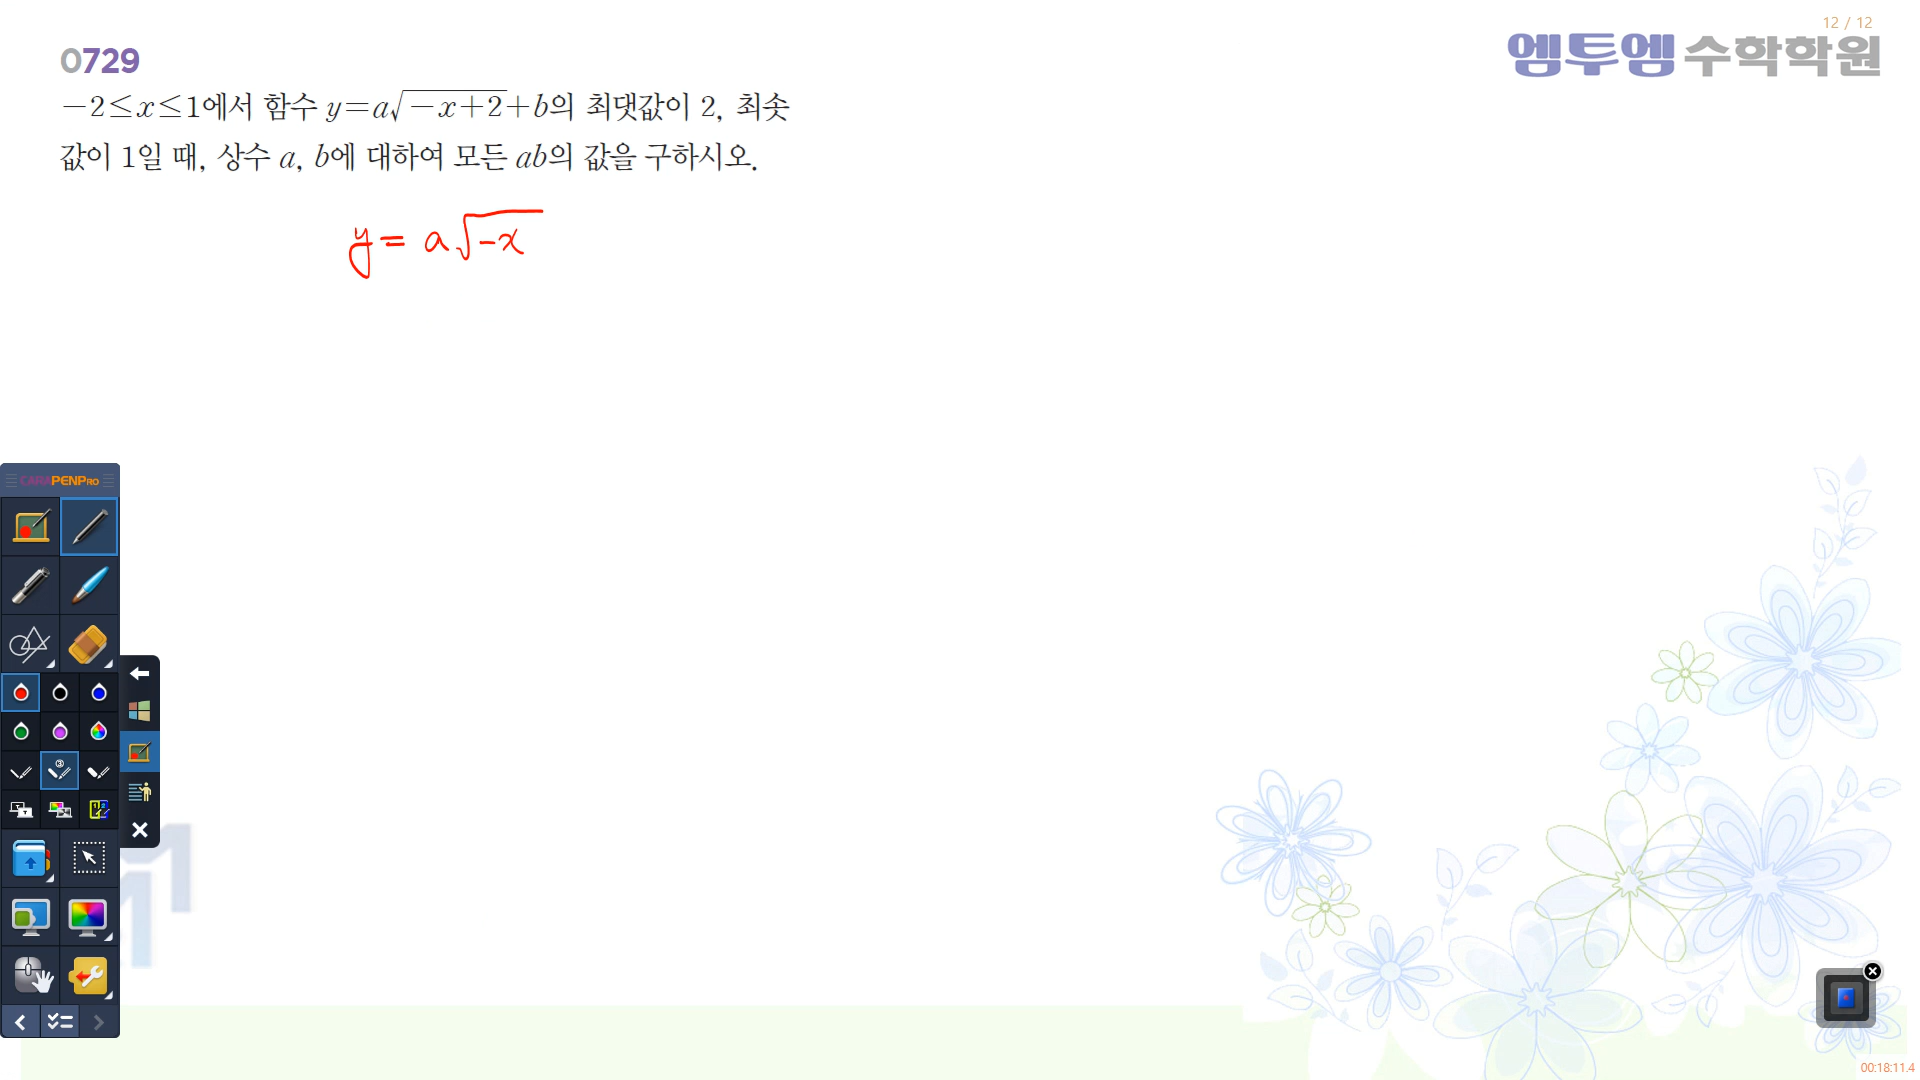 12 / 12
엠투엠 수학학원
0729
-2≤x≤1에서 함수 y=a√-x+2+b의 최댓값이 2, 최솟
값이 1일 때, 상수 a, b에 대하여 모든 ab의 값을 구하시오.
y = a√-x
CARAPENPRO
00:18:11.4